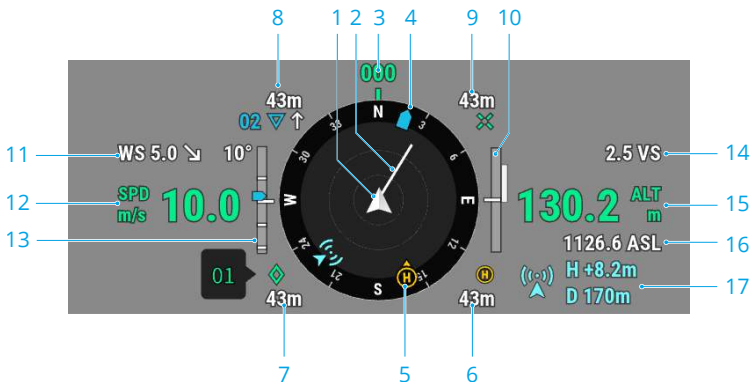 8 1 2 3 4 9 10
000
43m 43m
02 10°
N
33 3
30 6
W E
24 12
21 15
S
11 WS 5.0 ↘ 2.5 VS 14
12 SPD m/s 10.0 130.2 ALT m 15
13 1126.6 ASL 16
01 H H H +8.2m 17
43m 43m D 170m
7 5 6